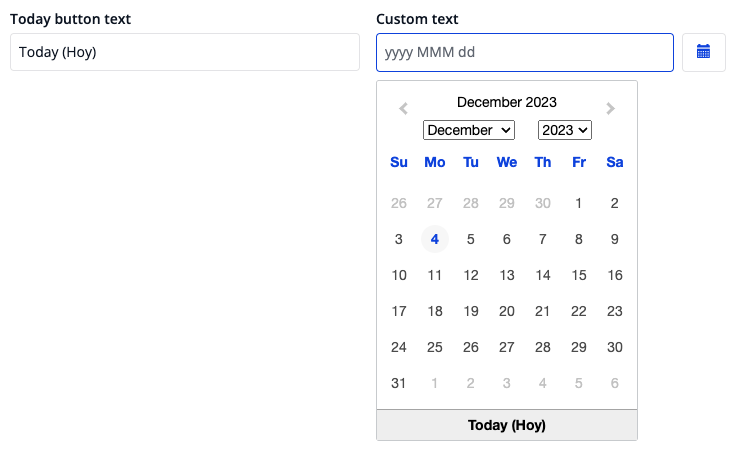 Today button text
Today (Hoy)
Custom text
yyyy MMM dd
December 2023
December 2023
Su Mo Tu We Th Fr Sa
26 27 28 29 30 1 2
3 4 5 6 7 8 9
10 11 12 13 14 15 16
17 18 19 20 21 22 23
24 25 26 27 28 29 30
31 1 2 3 4 5 6
Today (Hoy)